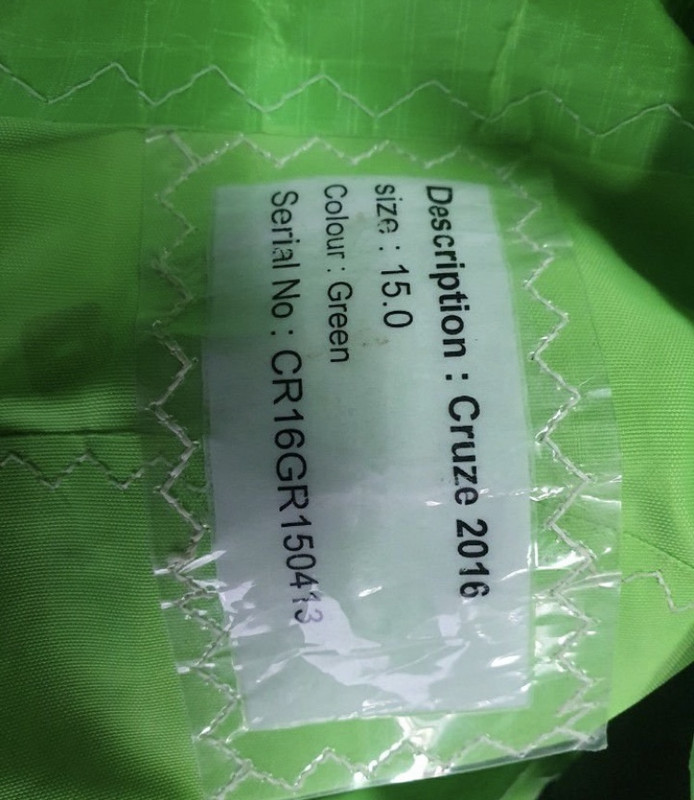 Description : Cruze 2016
size : 15.0
Colour : Green
Serial No : CR16GR150413